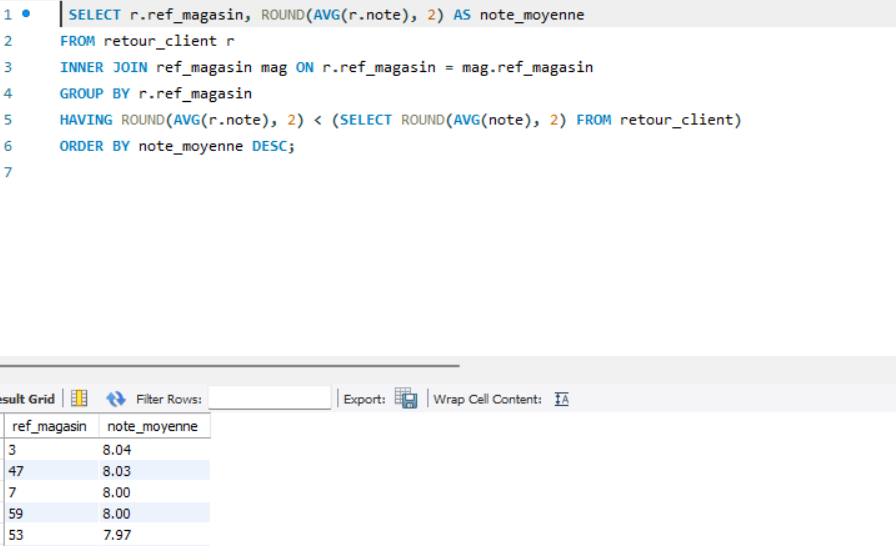 1 SELECT r.ref_magasin, ROUND(AVG(r.note), 2) AS note_moyenne
2 FROM retour_client r
3 INNER JOIN ref_magasin mag ON r.ref_magasin = mag.ref_magasin
4 GROUP BY r.ref_magasin
5 HAVING ROUND(AVG(r.note), 2) < (SELECT ROUND(AVG(note), 2) FROM retour_client)
6 ORDER BY note_moyenne DESC;
7
esult Grid Filter Rows: Export: Wrap Cell Content: IA
ref_magasin note_moyenne
3 8.04
47 8.03
7 8.00
59 8.00
53 7.97